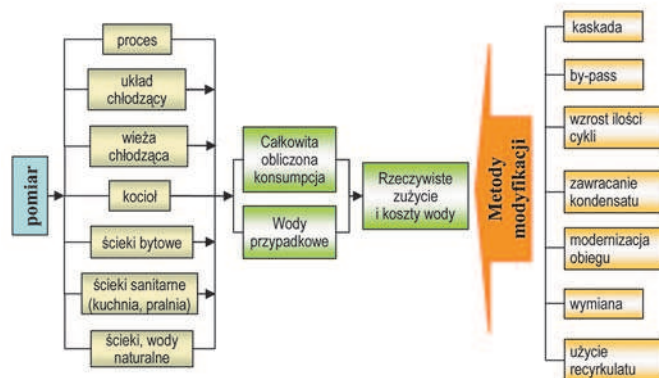 pomiar
proces
układ
chłodzący
wieża
chłodząca
kocioł
ścieki bytowe
ścieki sanitarne
(kuchnia, pralnia)
ścieki, wody
naturalne
Całkowita
obliczona
konsumpcja
Wody
przypadkowe
Rzeczywiste
zużycie
i koszty wody
Metody
modyfikacji
kaskada
by-pass
wzrost ilości
cykli
zawracanie
kondensatu
modernizacja
obiegu
wymiana
użycie
recyrkulatu